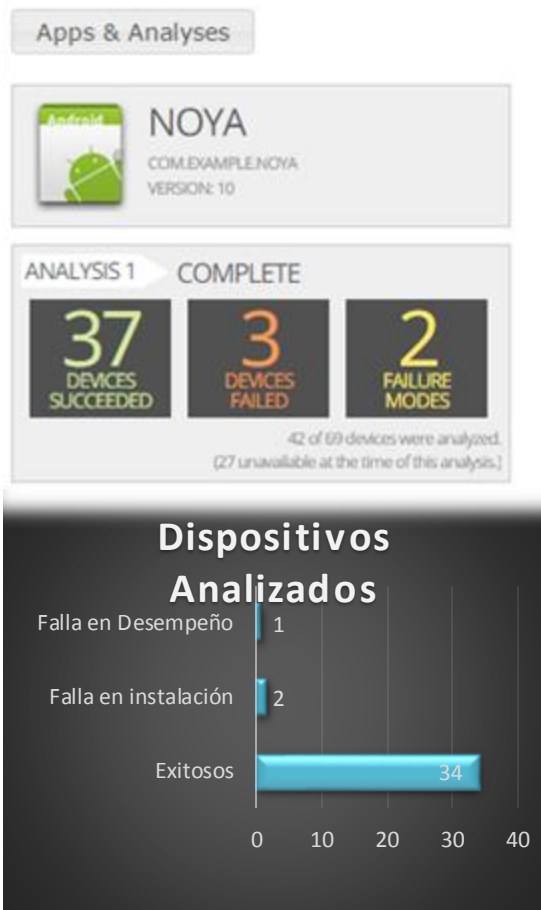 Apps & Analyses
Android
NOYA
COM.EXAMPLE.NOYA
VERSION: 10
ANALYSIS 1 COMPLETE
37 3 2
DEVICES DEVICES FAILURE
SUCCEEDED FAILED MODES
42 of 69 devices were analyzed.
(27 unavailable at the time of this analysis.)
Dispositivos
Analizados
Falla en Desempeño 1
Falla en instalación 2
Exitosos 34
0 10 20 30 40